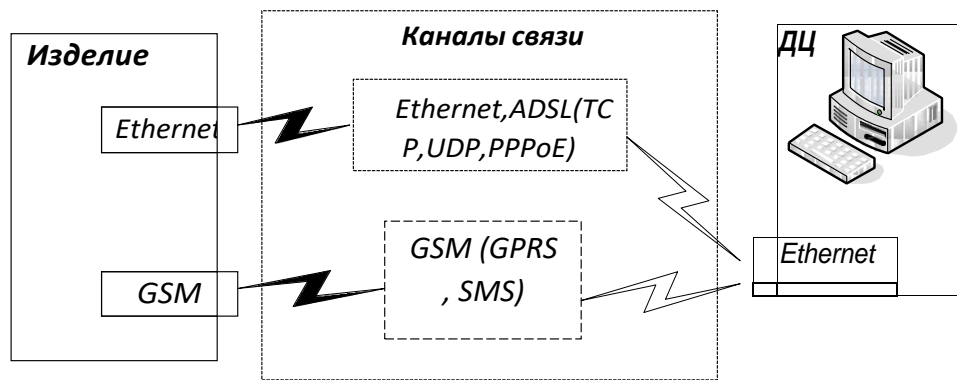 Изделие
Каналы связи
ДЦ
Ethernet
Ethernet,ADSL(TC
P,UDP,PPPoE)
GSM
GSM (GPRS
, SMS)
Ethernet